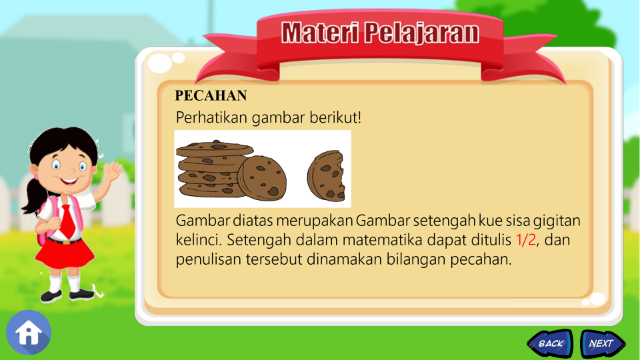 Materi Pelajaran
PECAHAN
Perhatikan gambar berikut!
Gambar diatas merupakan Gambar setengah kue sisa gigitan
kelinci. Setengah dalam matematika dapat ditulis 1/2, dan
penulisan tersebut dinamakan bilangan pecahan.
BACK
NEXT